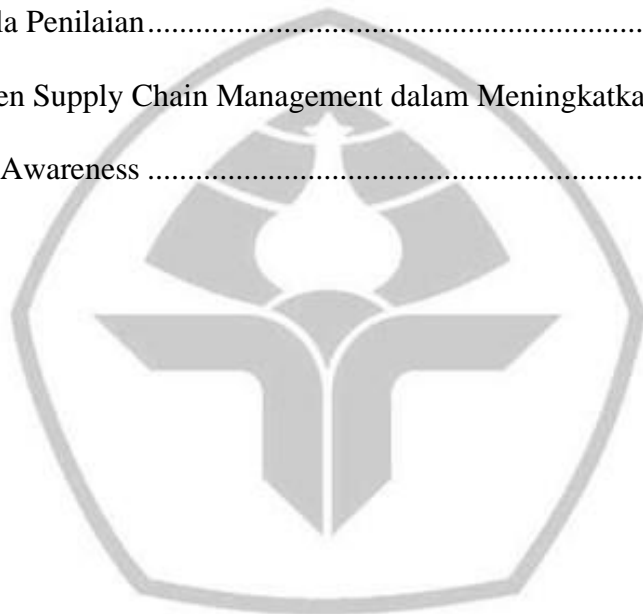 la Penilaian........................................................................
en Supply Chain Management dalam Meningkatka
Awareness ........................................................................